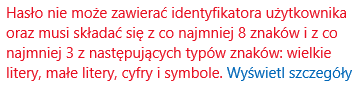 Hasło nie może zawierać identyfikatora użytkownika
oraz musi składać się z co najmniej 8 znaków i z co
najmniej 3 z następujących typów znaków: wielkie
litery, małe litery, cyfry i symbole. Wyświetl szczegóły